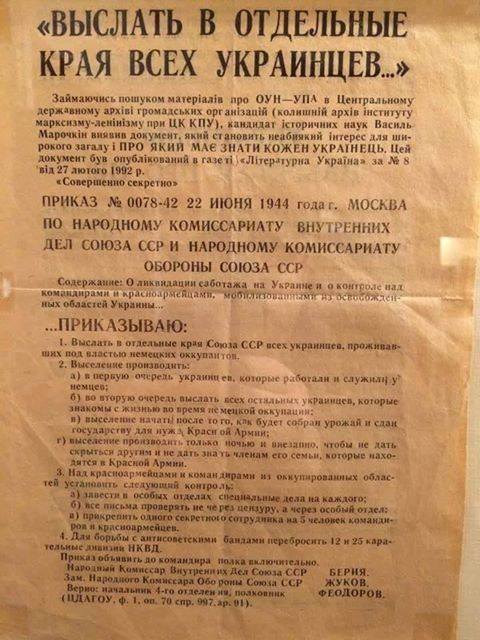 «ВЫСЛАТЬ В ОТДЕЛЬНЫЕ
КРАЯ ВСЕХ УКРАИНЦЕВ...»
Займаючись пошуком матеріалів про ОУН—УПА в Центральному
державному архіві громадських організацій (колишній архів інституту
марксизму-ленінізму при ЦК КПУ), кандидат історичних наук Василь
Марочкін виявив документ, який становить неабиякий інтерес для ши-
рокого загалу і ПРО ЯКИЙ МАЄ ЗНАТИ КОЖЕН УКРАЇНЕЦЬ. Цей
документ був опублікований в газеті «Літературна Україна» за № 8
від 27 лютого 1992 р.
«Совершенно секретно»
ПРИКАЗ № 0078-42 22 ИЮНЯ 1944 года г. МОСКВА
ПО НАРОДНОМУ КОМИССАРИАТУ ВНУТРЕННИХ
ДЕЛ СОЮЗА ССР И НАРОДНОМУ КОМИССАРИАТУ
ОБОРОНЫ СОЮЗА ССР
Содержание: О ликвидации саботажа на Украине и о контроле над
командирами и красноармейцами, мобилизованными из освобожден-
ных областей Украины...
...ПРИКАЗЫВАЮ:
1. Выслать в отдельные края Союза ССР всех украинцев, проживав-
ших под властью немецких оккупантов.
2. Выселение производить:
а) в первую очередь украинцев, которые работали и служили у
немцев;
б) во вторую очередь выслать всех остальных украинцев, которые
знакомы с жизнью во время немецкой оккупации;
в) выселение начать после того, как будет собран урожай и сдан
государству для нужд Красной Армии;
г) выселение производить только ночью и внезапно, чтобы не дать
скрыться другим и не дать знать членам его семьи, которые нахо-
дятся в Красной Армии.
3. Над красноармейцами и командирами из оккупированных облас-
тей установить следующий контроль:
а) завести в особых отделах специальные дела на каждого;
б) все письма проверять не через цензуру, а через особый отдел;
в) прикрепить одного секретного сотрудника на 5 человек команди-
ров и красноармейцев.
4. Для борьбы с антисоветскими бандами перебросить 12 и 25 кара-
тельные дивизии НКВД.
Приказ объявить до командира полка включительно.
Народный Комиссар Внутренних Дел Союза ССР БЕРИЯ.
Зам. Народного Комиссара Обороны Союза ССР ЖУКОВ.
Верно: начальник 4-го отделения, полковник ФЕДОРОВ.
(ЦДАГОУ, ф. 1, оп. 70 спр. 997, ар. 91).